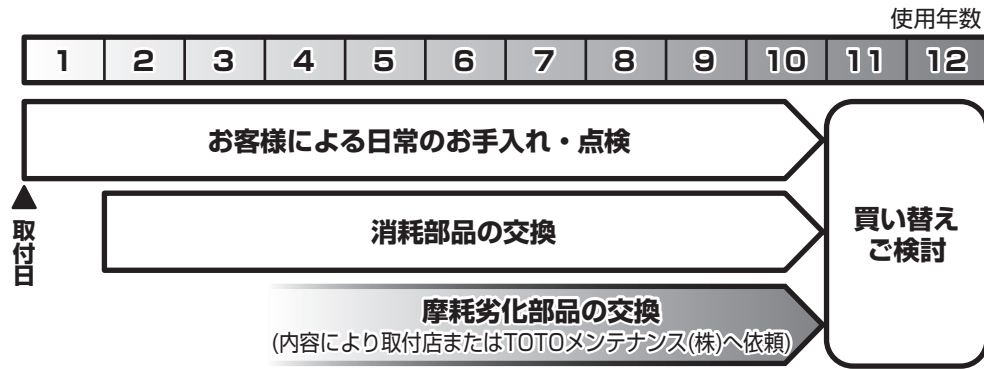 使用年数
1 2 3 4 5 6 7 8 9 10 11 12
お客様による日常のお手入れ・点検
取付日
消耗部品の交換
買い替え
ご検討
摩耗劣化部品の交換
(内容により取付店またはTOTOメンテナンス(株)へ依頼)